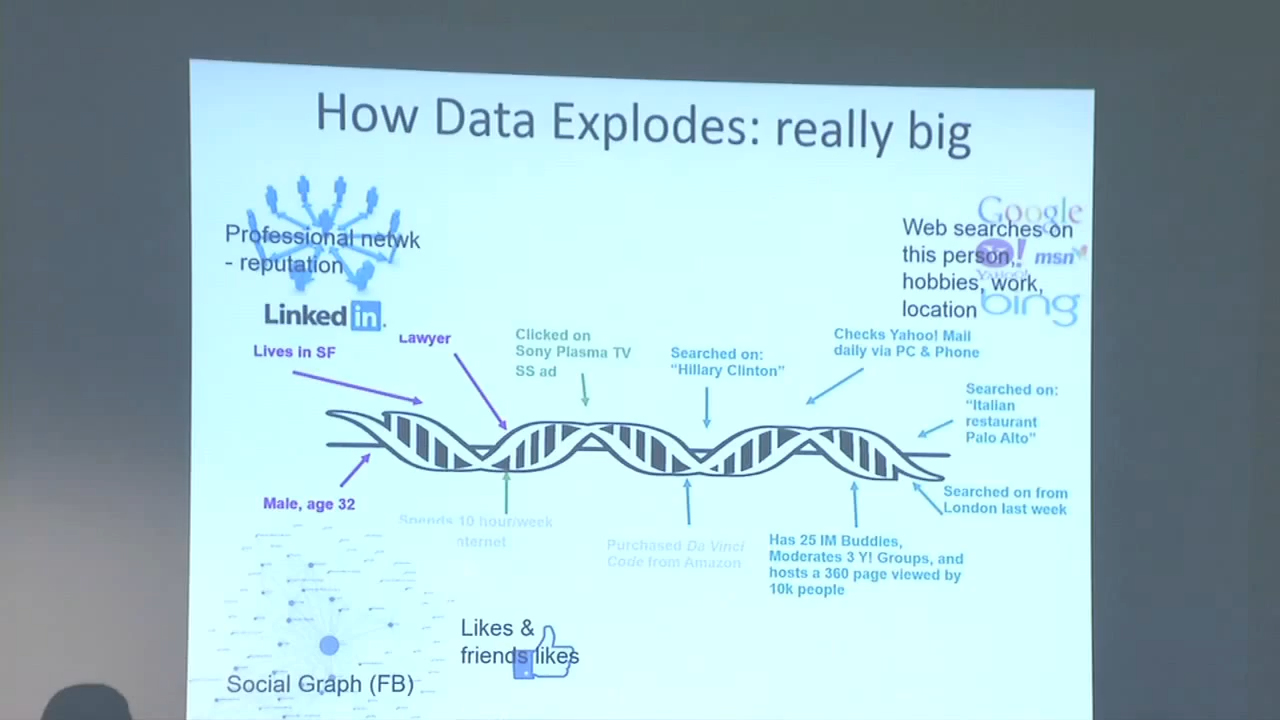 How Data Explodes: really big
Professional netwk
- reputation
Linked in.
Google
Web searches on
this person,
YAHOO!
msn
hobbies, work,
location
bing
Lives in SF
Lawyer
Clicked on
Sony Plasma TV
SS ad
Searched on:
"Hillary Clinton"
Checks Yahoo! Mail
daily via PC & Phone
Searched on:
"Italian
restaurant
Palo Alto"
Male, age 32
Spends 10 hour/week
nternet
Purchased Da Vinci
Code from Amazon
Has 25 IM Buddies,
Moderates 3 Y! Groups, and
hosts a 360 page viewed by
10k people
Searched on from
London last week
Likes &
friends likes
Social Graph (FB)